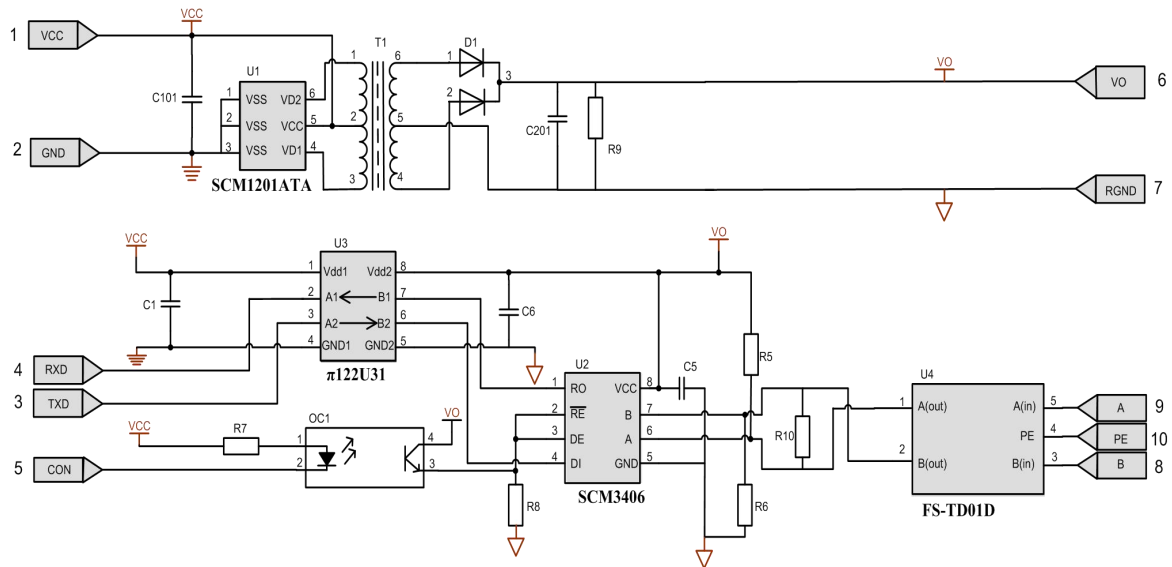 VCC
1 VCC
T1
D1
U1
C101
1 VSS VD2 6
2 VSS VCC 5
3 VSS VD1 4
SCM1201ATA
2 GND
1
2
3
6
5
4
1
2
3
C201
R9
VO
VO 6
RGND 7
VCC
U3
1 Vdd1 Vdd2 8
2 A1 B1 7
3 A2 B2 6
4 GND1 GND2 5
π122U31
C1
C6
VO
R5
4 RXD
3 TXD
5 CON
VCC
R7
OC1
1
2
VO
4
3
R8
U2
1 RO VCC 8
2 RE B 7
3 DE A 6
4 DI GND 5
SCM3406
C5
R10
R6
U4
1 A(out) A(in) 5
PE 4
2 B(out) B(in) 3
FS-TD01D
A 9
PE 10
B 8